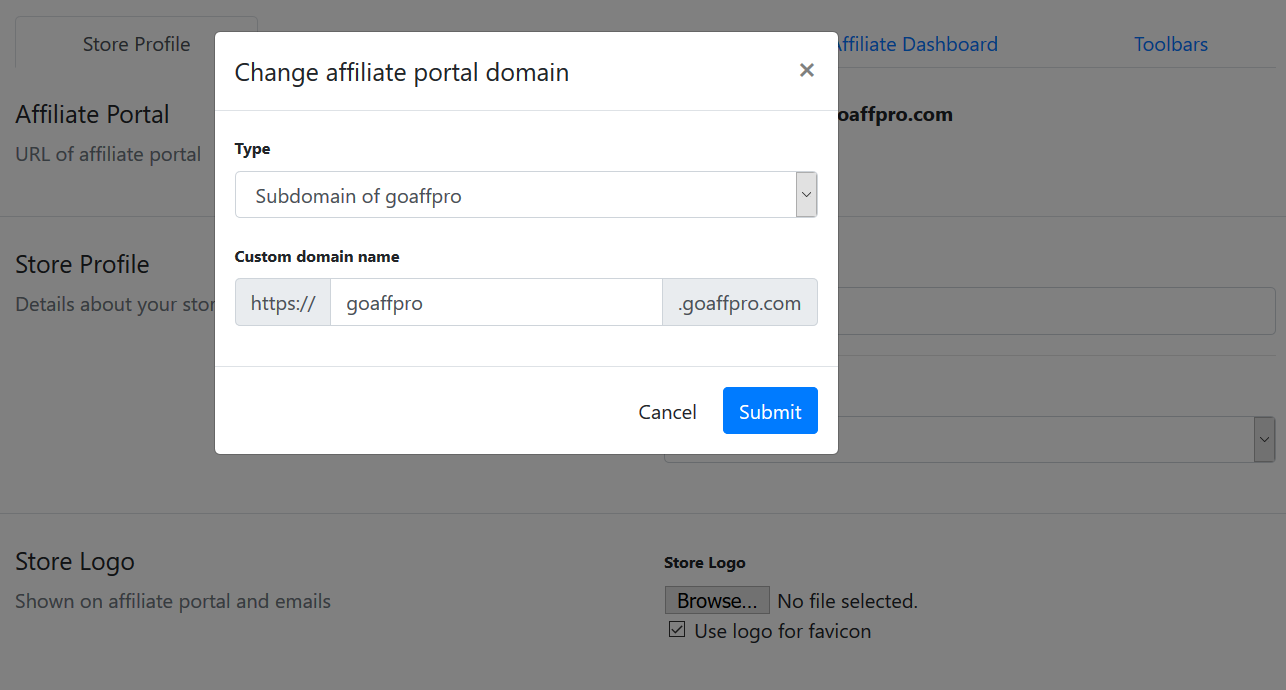 Store Profile
Affiliate Dashboard
Toolbars
Change affiliate portal domain
×
Affiliate Portal
URL of affiliate portal
oaffpro.com
Type
Subdomain of goaffpro
Custom domain name
https://
goaffpro
.goaffpro.com
Store Profile
Details about your stor
Cancel
Submit
Store Logo
Shown on affiliate portal and emails
Store Logo
Browse... No file selected.
Use logo for favicon